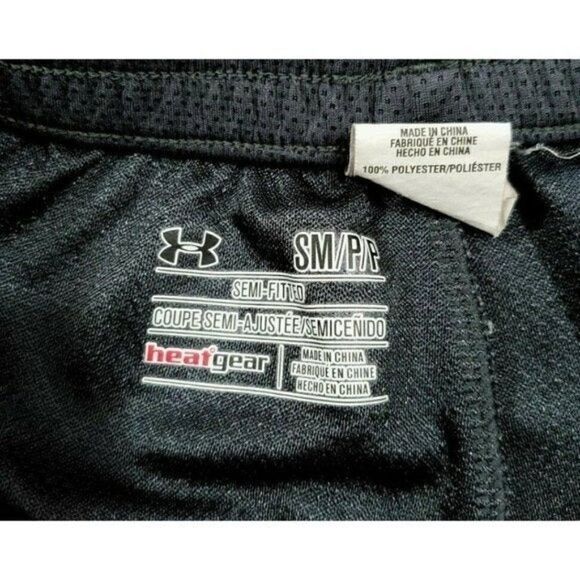 MADE IN CHINA
FABRIQUÉ EN CHINE
HECHO EN CHINA
100% POLYESTER/POLIÉSTER
SM/P/P
SEMI-FITTED
COUPE SEMI-AJUSTÉE/SEMICEÑIDO
heatgear
MADE IN CHINA
FABRIQUÉ EN CHINE
HECHO EN CHINA